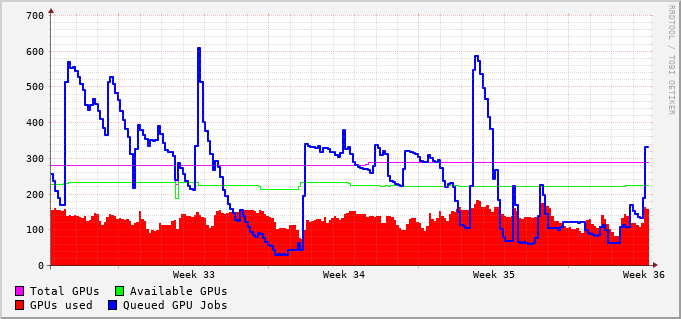 RRDTOOL / TOBI OETIKER
700
600
500
400
300
200
100
0
Week 33 Week 34 Week 35 Week 36
Total GPUs Available GPUs
GPUs used Queued GPU Jobs